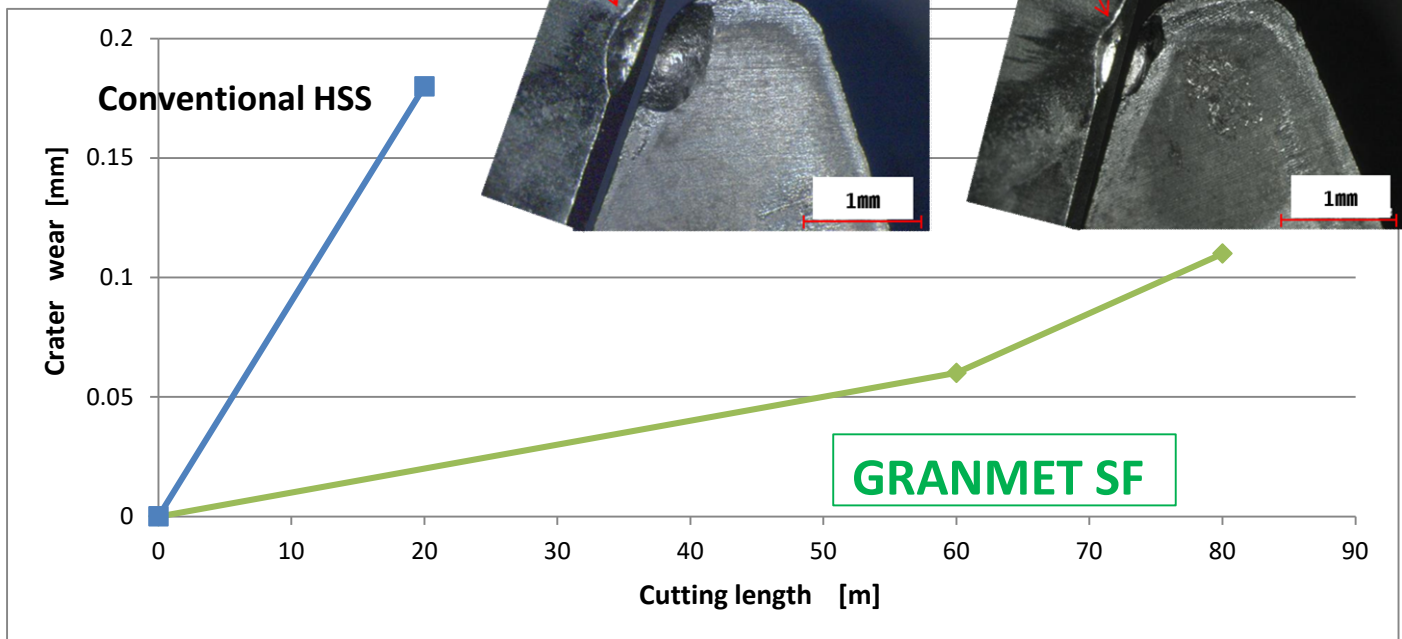 0.2
Conventional HSS
0.15
1mm
1mm
0.1
0.05
GRANMET SF
0
0 10 20 30 40 50 60 70 80 90
Crater wear [mm]
Cutting length [m]